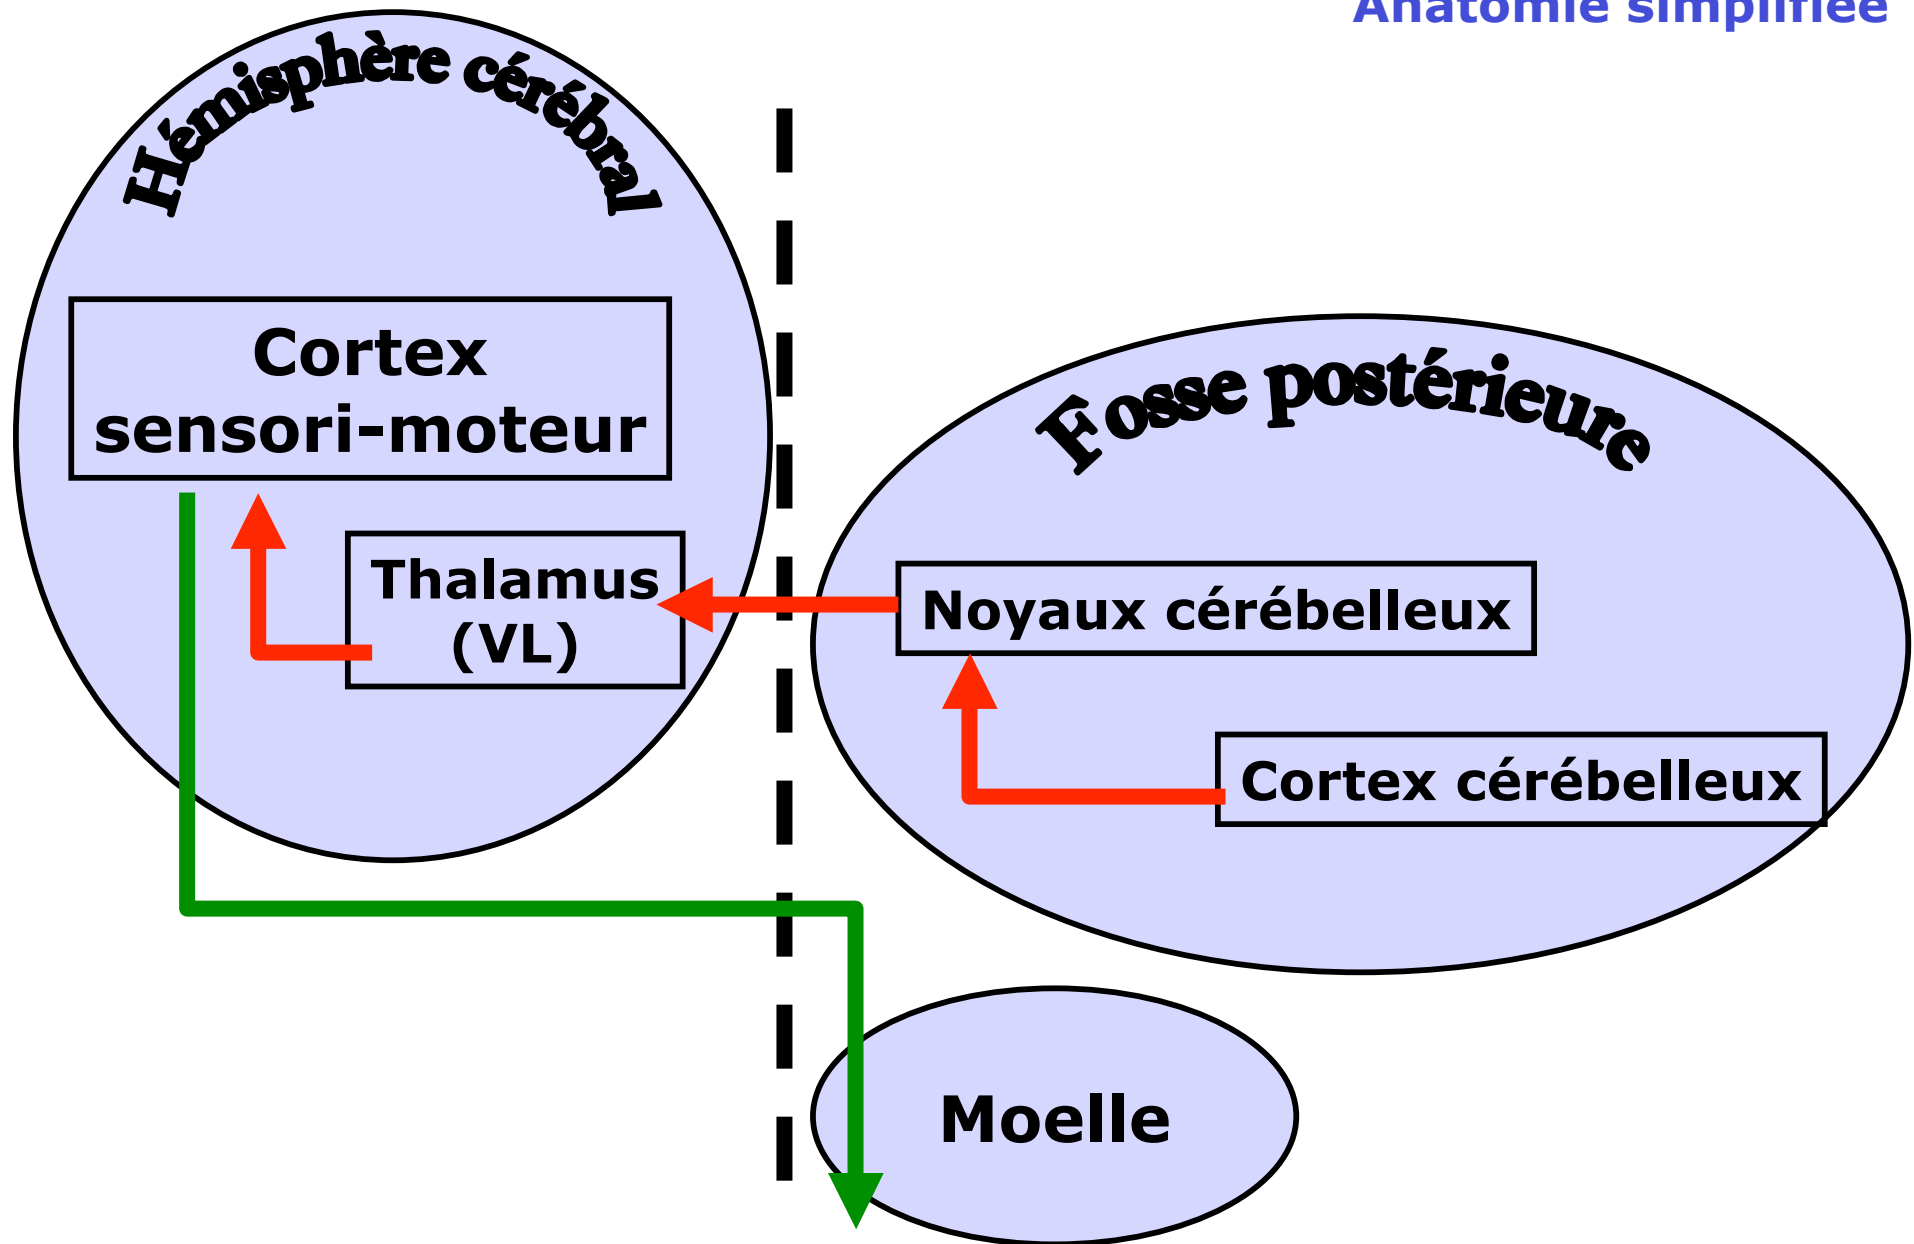 Anatomie simplifiée
Hémisphère cérébral
Cortex
sensori-moteur
Thalamus
(VL)
Fosse postérieure
Noyaux cérébelleux
Cortex cérébelleux
Moelle